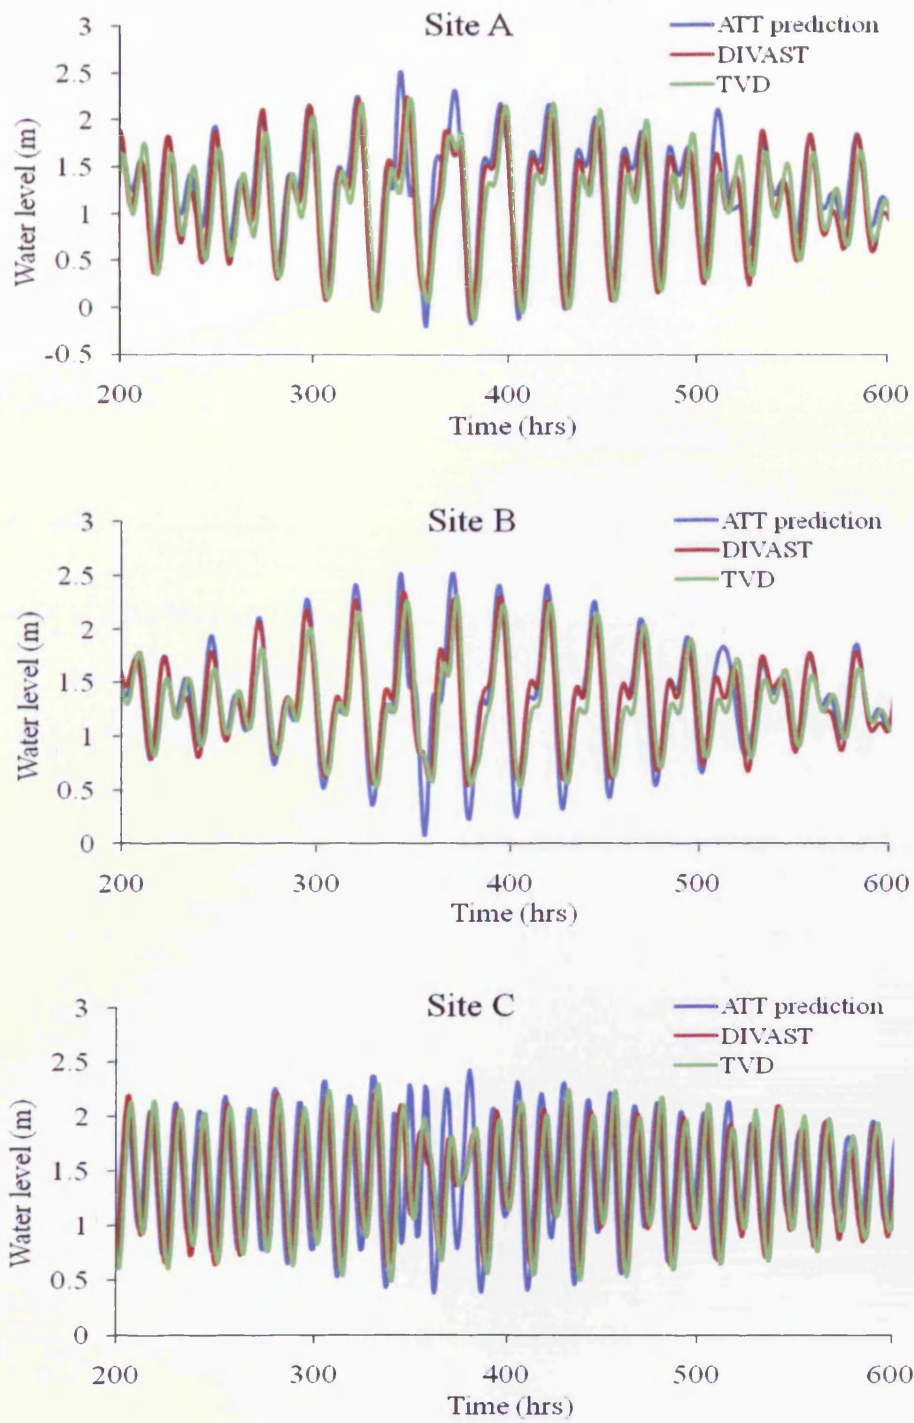 Site A
ATT prediction
DIVAST
TVD
Water level (m)
3
2.5
2
1.5
1
0.5
0
-0.5
200 300 400 500 600
Time (hrs)
Site B
ATT prediction
DIVAST
TVD
Water level (m)
3
2.5
2
1.5
1
0.5
0
200 300 400 500 600
Time (hrs)
Site C
ATT prediction
DIVAST
TVD
Water level (m)
3
2.5
2
1.5
1
0.5
0
200 300 400 500 600
Time (hrs)